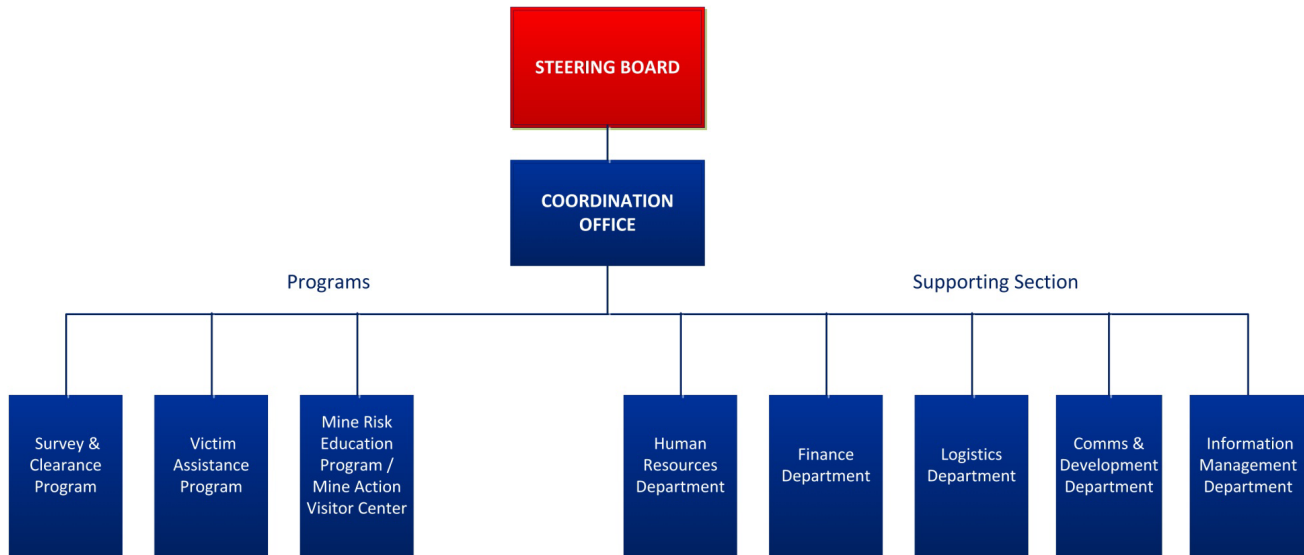 STEERING BOARD
COORDINATION
OFFICE
Programs
Supporting Section
Survey &
Clearance
Program
Victim
Assistance
Program
Mine Risk
Education
Program /
Mine Action
Visitor Center
Human
Resources
Department
Finance
Department
Logistics
Department
Comms &
Development
Department
Information
Management
Department